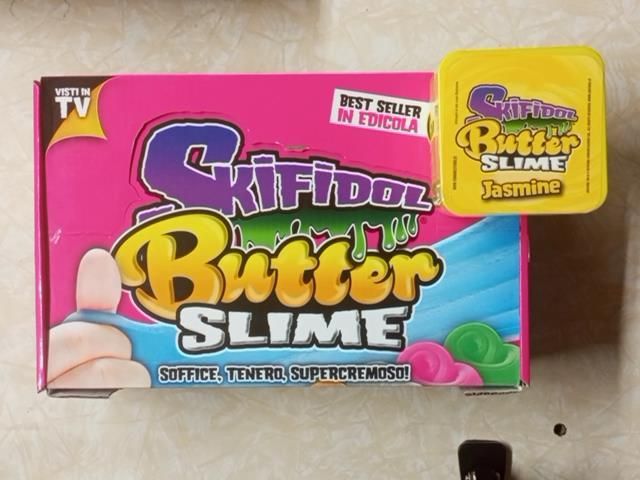 VISTI IN
TV
BEST SELLER
IN EDICOLA
SKIFIDOL
Butter
SLIME
SOFFICE, TENERO, SUPERCREMOSO!
SKIFIDOL
Butter
SLIME
Jasmine